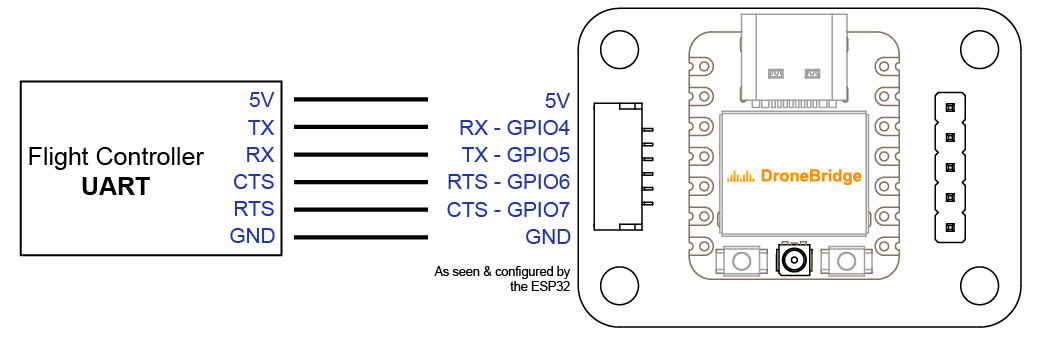 Flight Controller
UART
5V
TX
RX
CTS
RTS
GND
5V
RX - GPIO4
TX - GPIO5
RTS - GPIO6
CTS - GPIO7
GND
As seen & configured by
the ESP32
DroneBridge